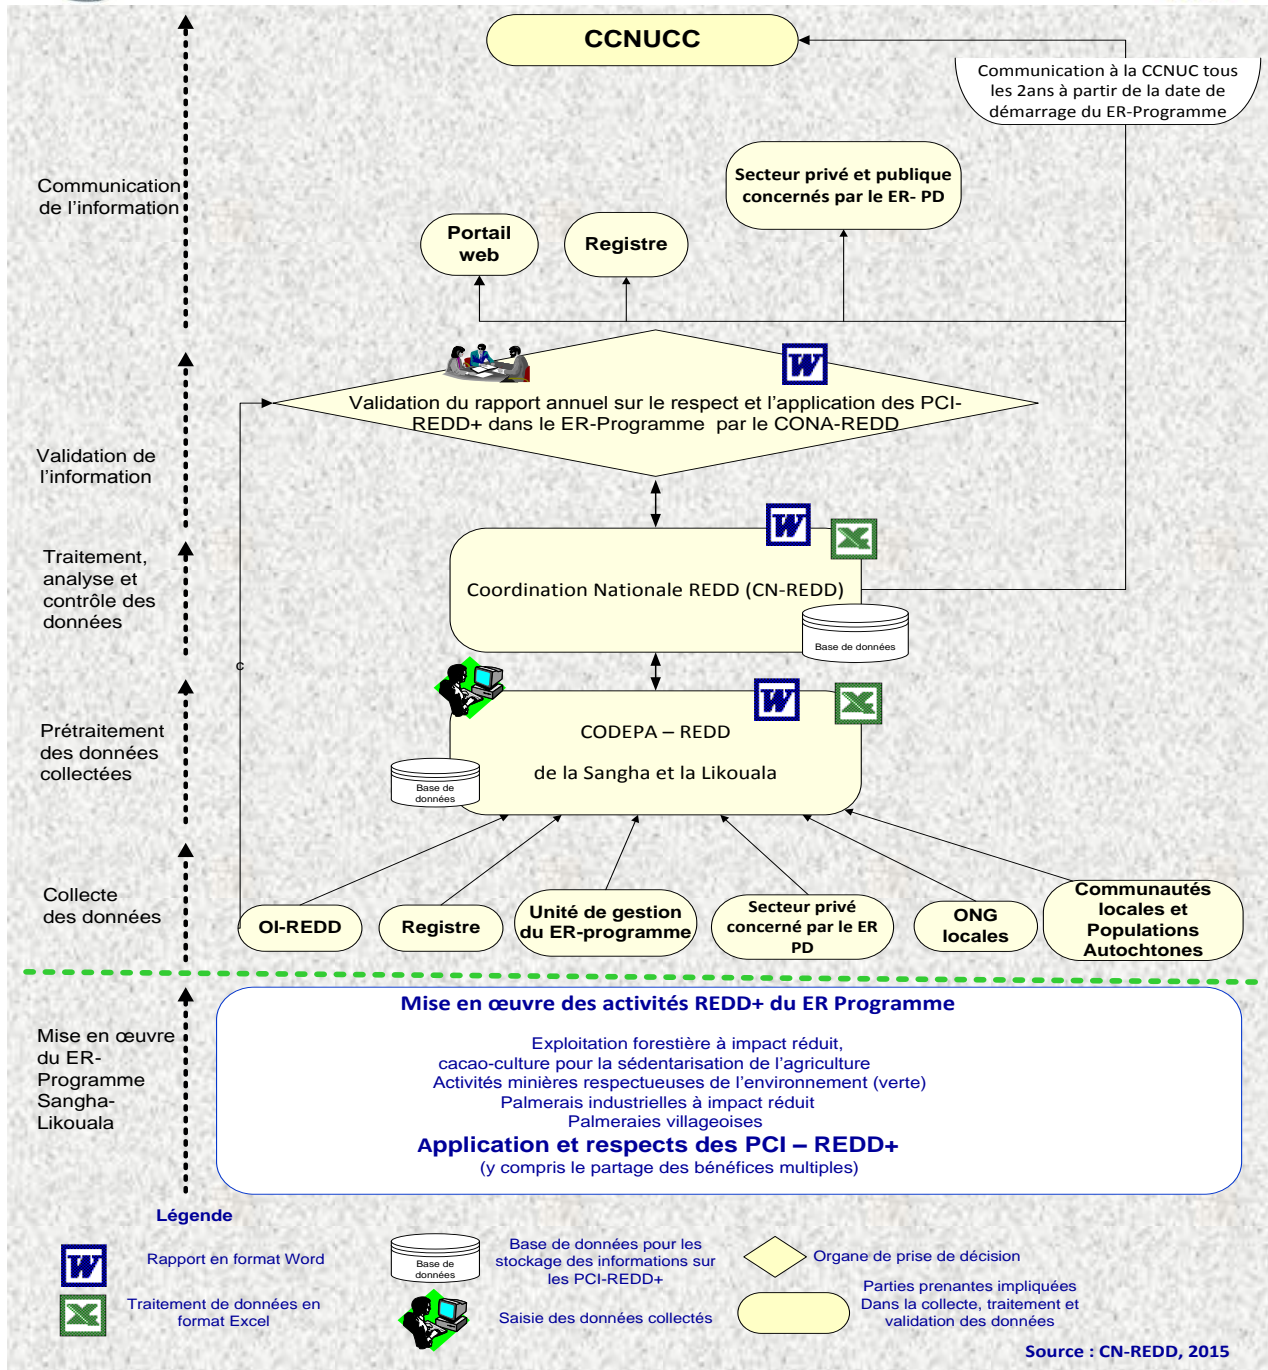 CCNUCC
Communication à la CCNUC tous
les 2ans à partir de la date de
démarrage du ER-Programme
Communication
de l'information
Secteur privé et publique
concernés par le ER- PD
Portail
web
Registre
Validation du rapport annuel sur le respect et l'application des PCI-
REDD+ dans le ER-Programme par le CONA-REDD
Validation de
l'information
Traitement,
analyse et
contrôle des
données
Coordination Nationale REDD (CN-REDD)
Base de données
c
Prétraitement
des données
collectées
CODEPA – REDD
de la Sangha et la Likouala
Base de
données
Collecte
des données
OI-REDD
Registre
Unité de gestion
du ER-programme
Secteur privé
concerné par le ER
PD
ONG
locales
Communautés
locales et
Populations
Autochtones
Mise en œuvre
du ER-
Programme
Sangha-
Likouala
Mise en œuvre des activités REDD+ du ER Programme
Exploitation forestière à impact réduit,
cacao-culture pour la sédentarisation de l'agriculture
Activités minières respectueuses de l'environnement (verte)
Palmerais industrielles à impact réduit
Palmeraies villageoises
Application et respects des PCI – REDD+
(y compris le partage des bénéfices multiples)
Légende
Rapport en format Word
Traitement de données en
format Excel
Base de
données
Base de données pour les
stockage des informations sur
les PCI-REDD+
Saisie des données collectés
Organe de prise de décision
Parties prenantes impliquées
Dans la collecte, traitement et
validation des données
Source : CN-REDD, 2015